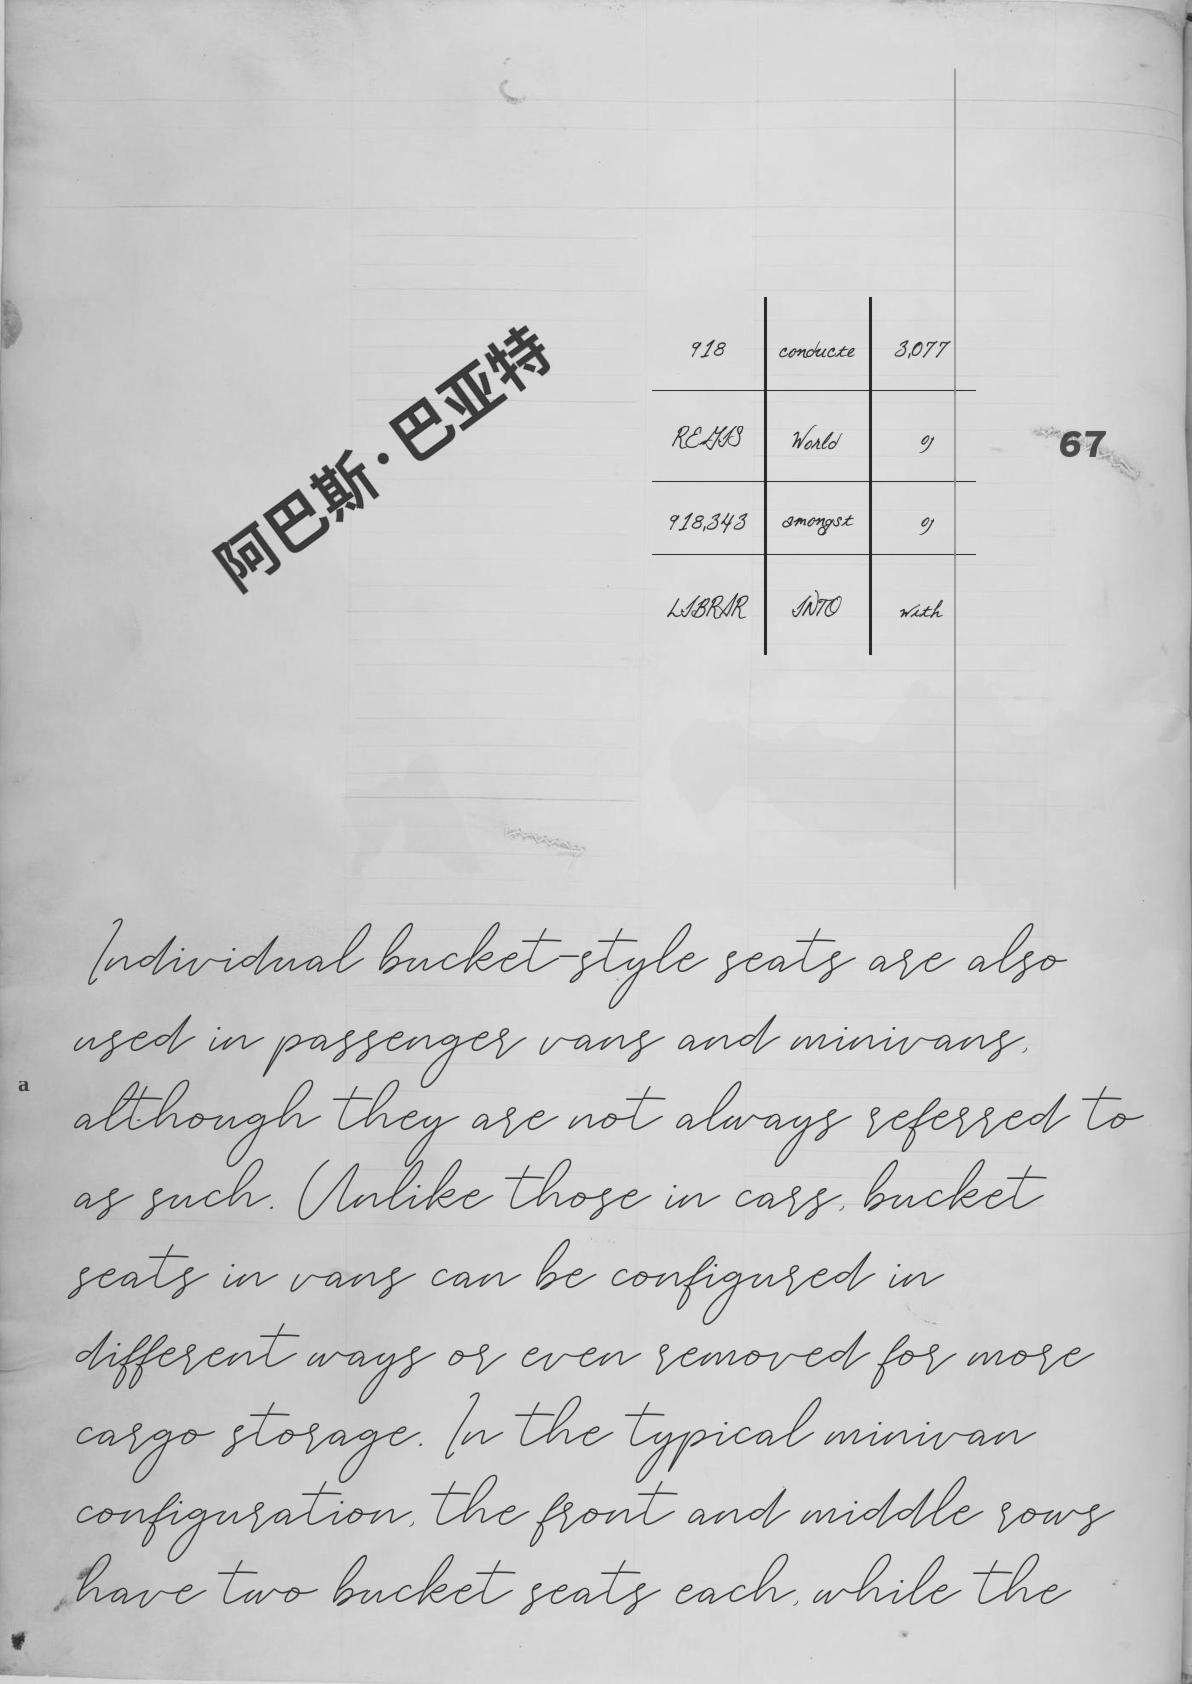 阿巴斯·巴亚特
918 conducte 3,077
REGIS World 9)
918,343 amongst 9)
LIBRAR INTO with
67
a
Individual bucket-style seats are also
used in passenger vans and minivans,
although they are not always referred to
as such. Unlike those in cars, bucket
seats in vans can be configured in
different ways or even removed for more
cargo storage. In the typical minivan
configuration, the front and middle rows
have two bucket seats each, while the